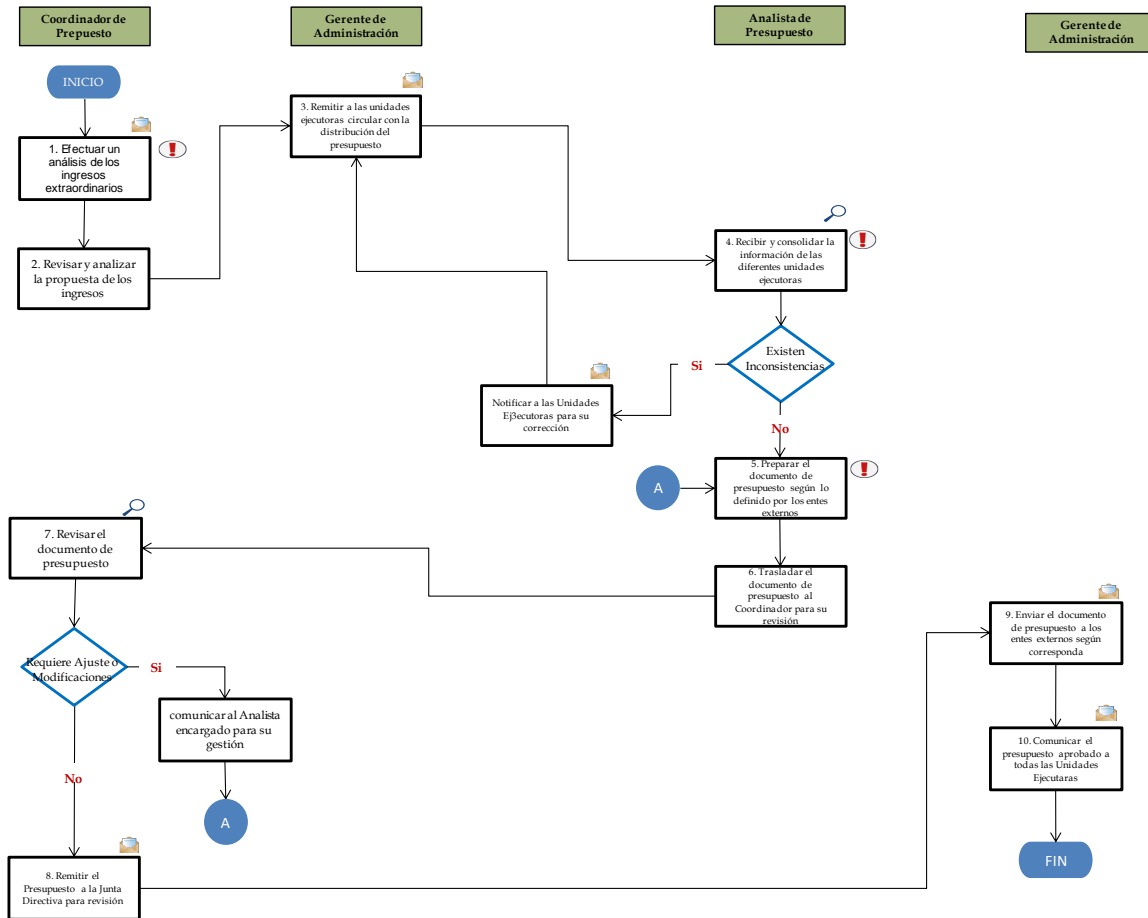 Coordinador de
Prepuesto
Gerente de
Administración
Analista de
Presupuesto
Gerente de
Administración
INICIO
1. Efectuar un
análisis de los
ingresos
extraordinarios
2. Revisar y analizar
la propuesta de los
ingresos
3. Remitir a las unidades
ejecutoras circular con la
distribución del
presupuesto
4. Recibir y consolidar la
información de las
diferentes unidades
ejecutoras
Existen
Inconsistencias
Si
Notificar a las Unidades
Ej3ecutoras para su
corrección
No
A
5. Preparar el
documento de
presupuesto según lo
definido por los entes
externos
6. Trasladar el
documento de
presupuesto al
Coordinador para su
revisión
7. Revisar el
documento de
presupuesto
Requiere Ajuste o
Modificaciones
Si
comunicar al Analista
encargado para su
gestión
A
No
8. Remitir el
Presupuesto a la Junta
Directiva para revisión
9. Enviar el documento
de presupuesto a los
entes externos según
corresponda
10. Comunicar el
presupuesto aprobado a
todas las Unidades
Ejecutaras
FIN